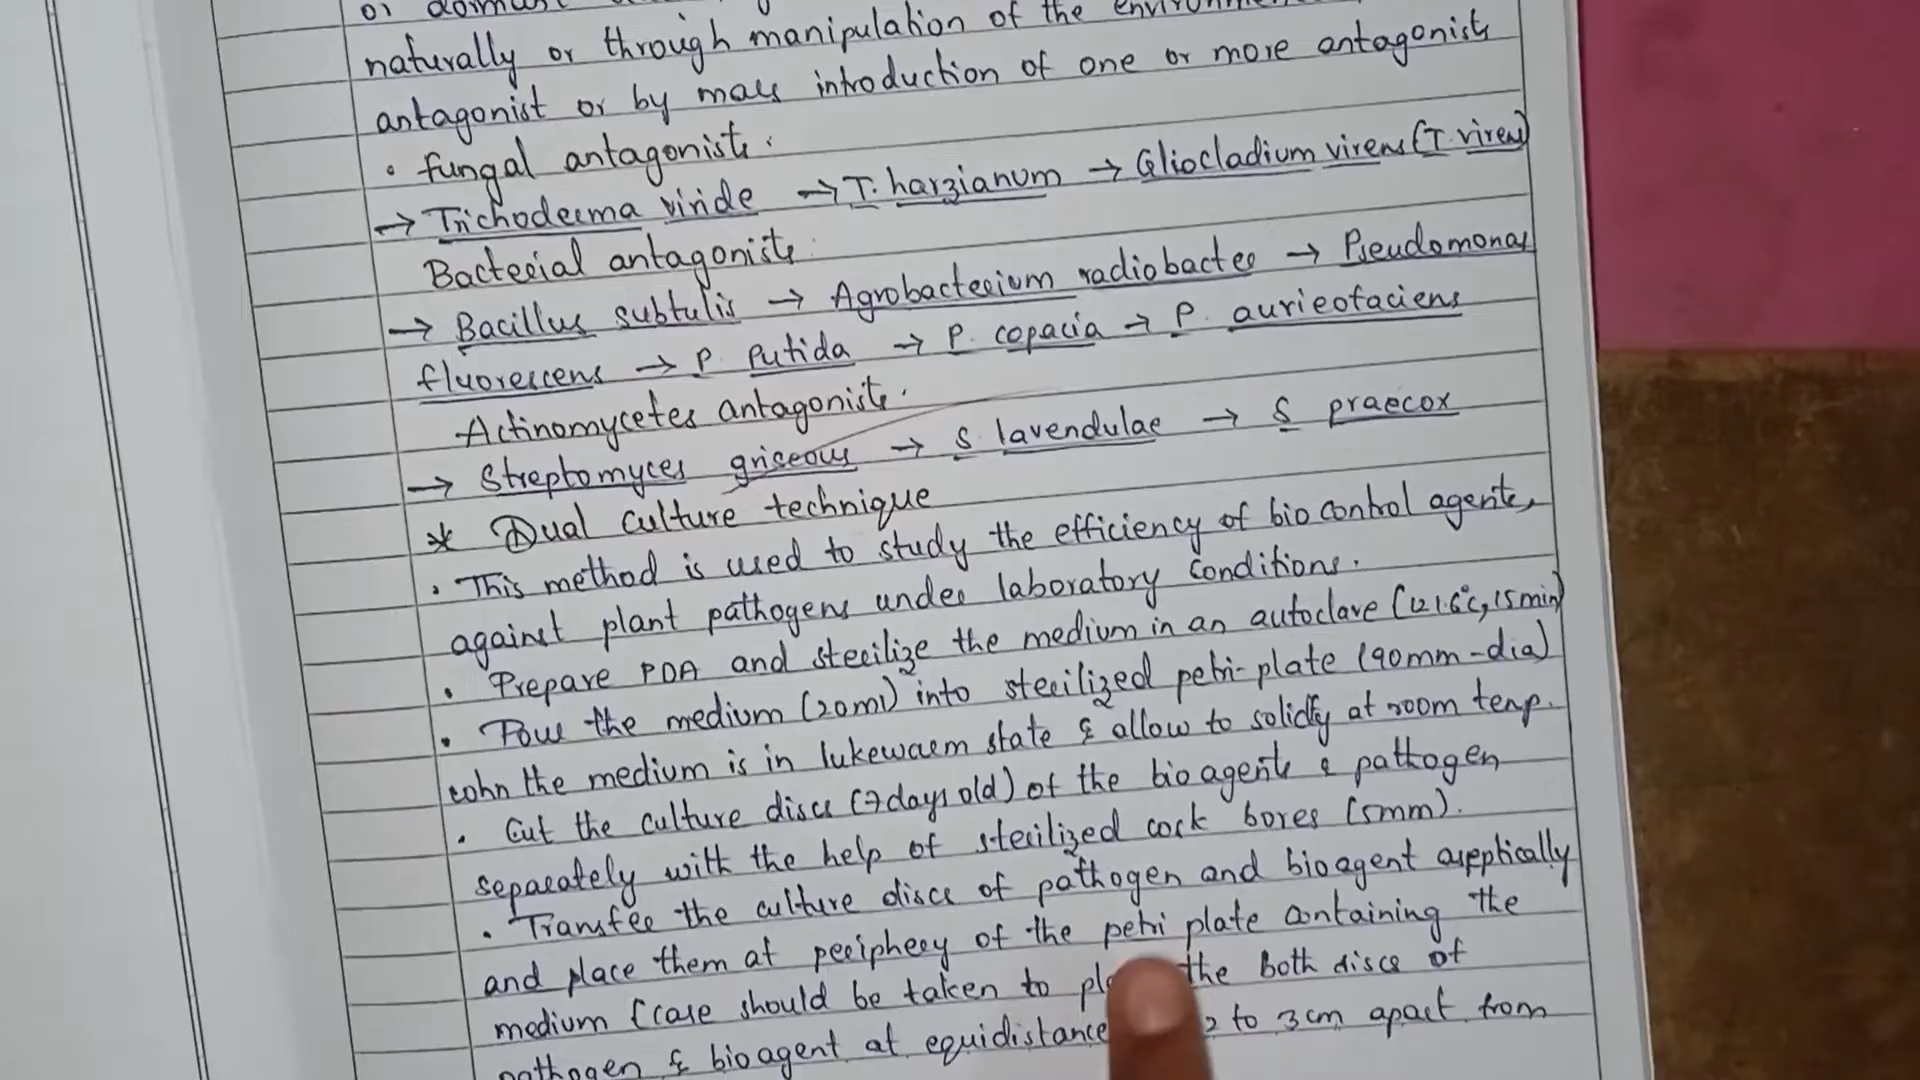 naturally or through manipulation of the
antagonist or by mass introduction of one or more antagonists
• fungal antagonists.
→ Trichoderma viride → T. harzianum → Gliocladium virens (T. virens)
Bacterial antagonists
→ Bacillus subtulis → Agrobacterium radiobacter → Pseudomonas
fluorescens → P. putida → P. copacia → P. aurieofaciens
Actinomycetes antagonists.
→ Streptomyces griseous → S. lavendulae → S praecox
* Dual culture technique
• This method is used to study the efficiency of bio control agents,
against plant pathogens under laboratory conditions.
• Prepare PDA and sterilize the medium in an autoclave (121.6°c, 15 min)
• Pour the medium (20ml) into sterilized petri-plate (90mm-dia)
cohn the medium is in lukewarm state & allow to solidfy at room temp.
• Cut the culture discs (7 days old) of the bio agents & pathogen
separately with the help of sterilized cork bores (5mm).
• Transfer the culture discs of pathogen and bioagent aseptically
and place them at periphery of the petri plate containing the
medium (care should be taken to the both discs of
pathogen & bioagent at equidistance 2 to 3cm apart from